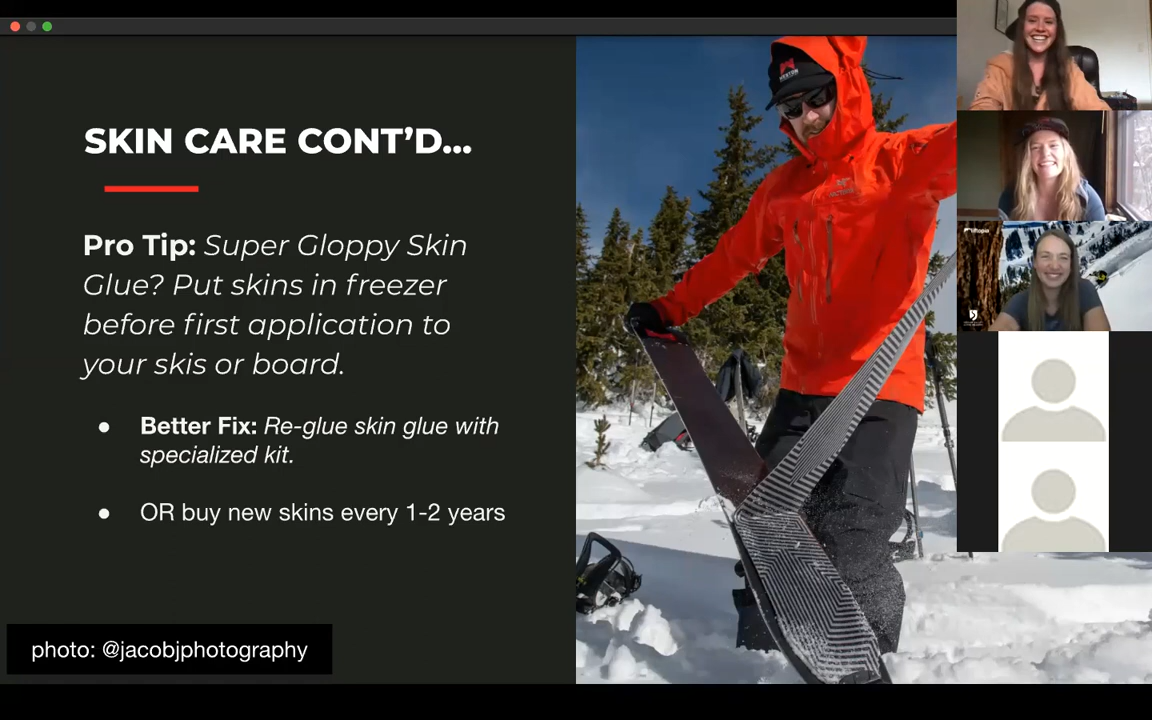 SKIN CARE CONT’D...
Pro Tip: Super Gloppy Skin
Glue? Put skins in freezer
before first application to
your skis or board.
● Better Fix: Re-glue skin glue with
specialized kit.
● OR buy new skins every 1-2 years
photo: @jacobjphotography